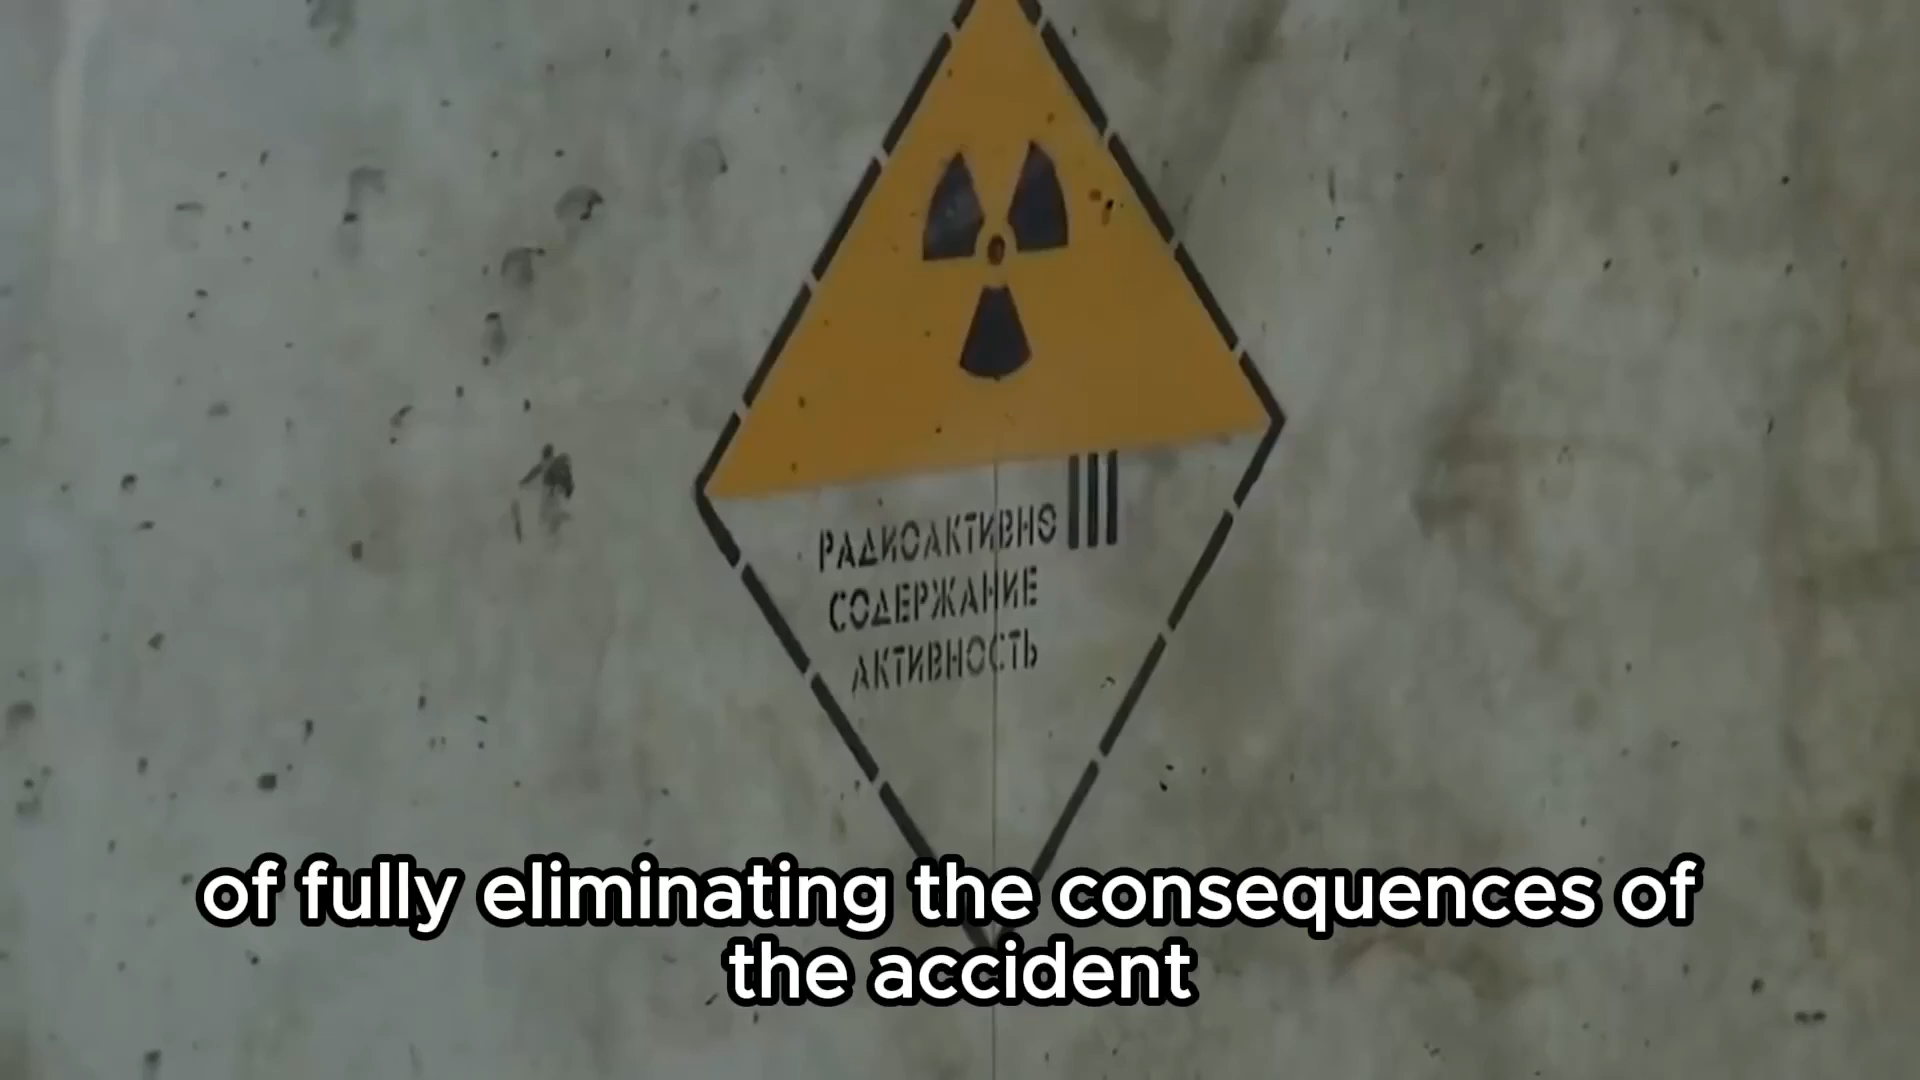 РАДИОАКТИВНО III
СОДЕРЖАНИЕ
АКТИВНОСТЬ
of fully eliminating the consequences of
the accident